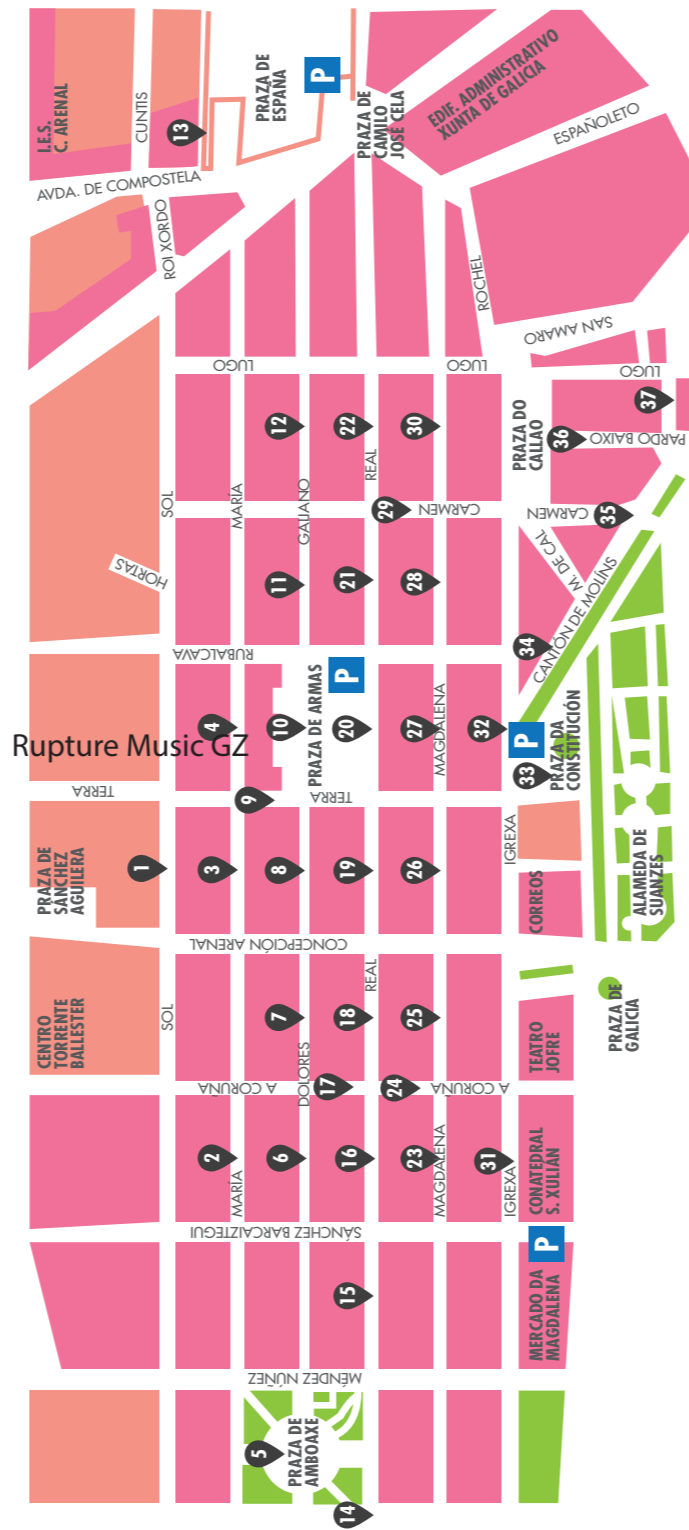 I.E.S.
C. ARENAL
CUNTIS
13
AVDA. DE COMPOSTELA
ROI XORDO
PRAZA DE
ESPAÑA
P
PRAZA DE
CAMILO
JOSÉ CELA
EDIF. ADMINISTRATIVO
XUNTA DE GALICIA
ESPAÑOLETO
ROCHEL
SAN AMARO
LUGO
LUGO
LUGO
12
22
30
PRAZA DO
CALLAO
36
37
PARDO BAIXO
SOL
MARÍA
GALIANO
REAL
29
CARMEN
CARMEN
35
HORTAS
11
21
28
M. DE CAL
CANTÓN DE MOLÍNS
34
RUBALCAVA
Rupture Music GZ
4
10
PRAZA DE ARMAS
P
20
27
MAGDALENA
32
P
33
PRAZA DA
CONSTITUCIÓN
TERRA
9
TERRA
IGREXA
PRAZA DE
SÁNCHEZ
AGUILERA
1
3
8
19
26
CORREOS
ALAMEDA DE
SUANZES
CONCEPCIÓN ARENAL
CENTRO
TORRENTE
BALLESTER
SOL
7
18
REAL
25
TEATRO
JOFRE
PRAZA DE
GALICIA
A CORUÑA
DOLORES
17
24
A CORUÑA
2
MARÍA
6
16
23
MAGDALENA
31
IGREXA
CONATEDRAL
S. XULIÁN
SÁNCHEZ BARCAIZTEGUI
15
P
MERCADO DA
MAGDALENA
MÉNDEZ NÚÑEZ
5
PRAZA DE
AMBOAXE
14